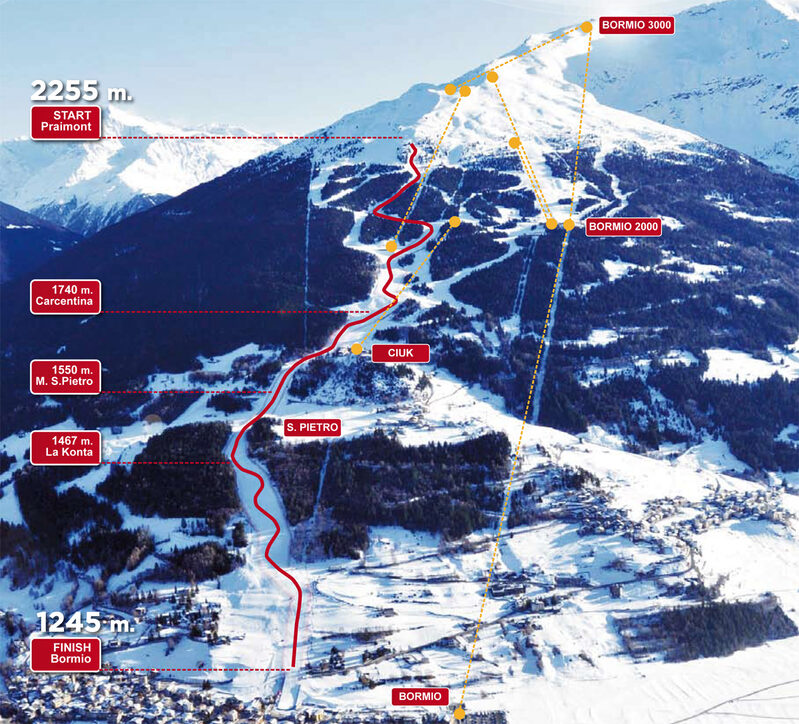 BORMIO 3000
2255 m.
START
Praimont
BORMIO 2000
1740 m.
Carcentina
CIUK
1550 m.
M. S.Pietro
S. PIETRO
1467 m.
La Konta
1245 m.
FINISH
Bormio
BORMIO